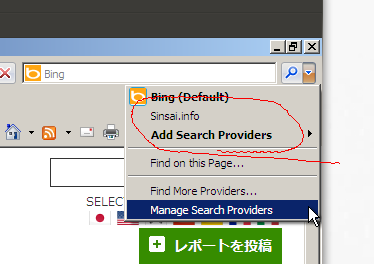 Bing
Bing (Default)
Sinsai.info
Add Search Providers
Find on this Page...
Find More Providers...
SELEC
Manage Search Providers
レポートを投稿